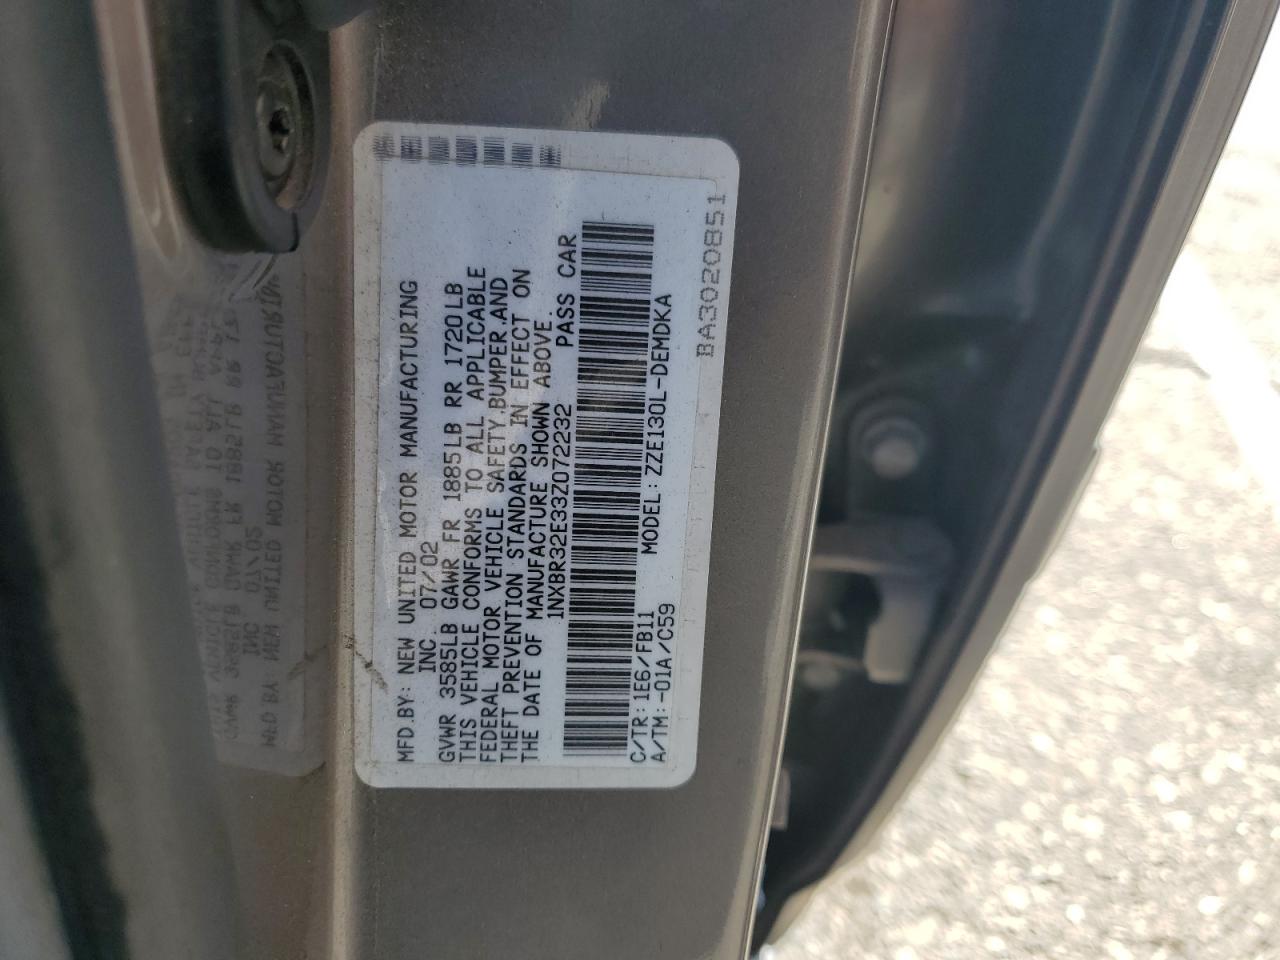 MFD.BY: NEW UNITED MOTOR MANUFACTURING
INC. 07/02
GVWR 3585LB GAWR FR 1885LB RR 1720LB
THIS VEHICLE CONFORMS TO ALL APPLICABLE
FEDERAL MOTOR VEHICLE SAFETY,BUMPER,AND
THEFT PREVENTION STANDARDS IN EFFECT ON
THE DATE OF MANUFACTURE SHOWN ABOVE.
1NXBR32E33Z072232 PASS CAR
C/TR: 1E6/FB11 MODEL: ZZE130L-DEMDKA
A/TM: -01A/C59
BA3020851